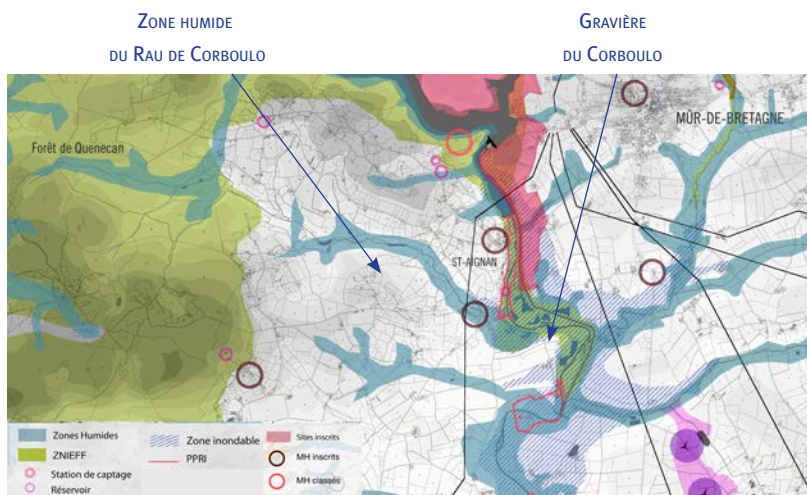 Zone humide
du Rau de Corboulo
Gravière
du Corboulo
Forêt de Quenecan
MÛR-DE-BRETAGNE
ST-AIGNAN
Zones Humides
ZNIEFF
Station de captage
Réservoir
Zone inondable
PPRI
Sites inscrits
MH inscrits
MH classés